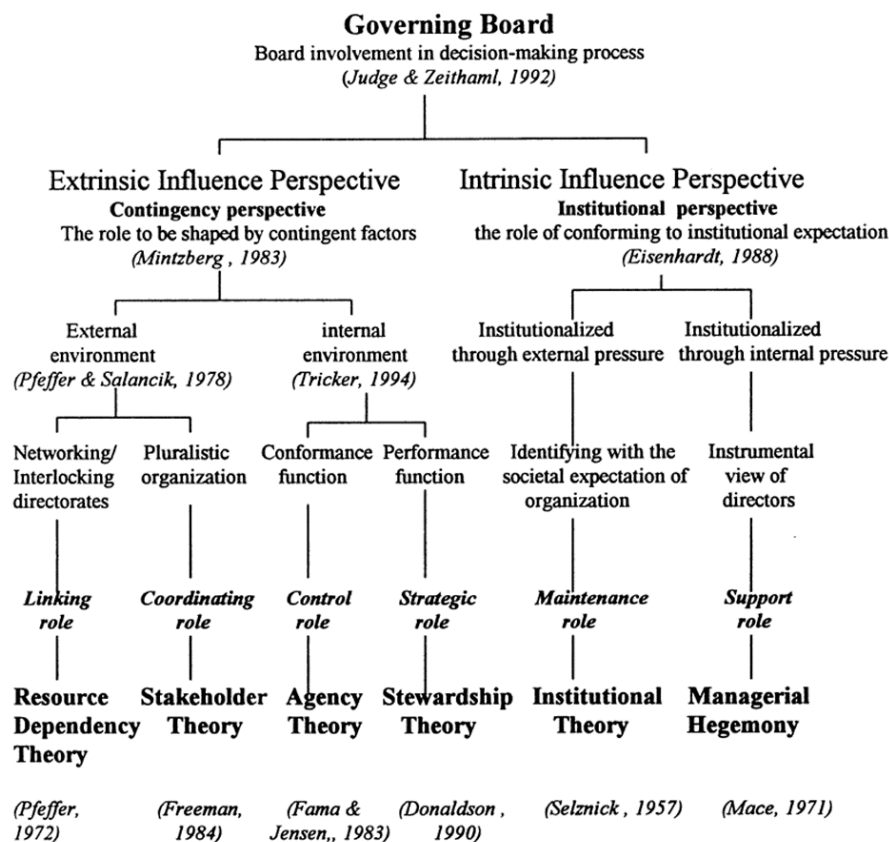 Governing Board
Board involvement in decision-making process
(Judge & Zeithaml, 1992)
Extrinsic Influence Perspective
Contingency perspective
The role to be shaped by contingent factors
(Mintzberg , 1983)
Intrinsic Influence Perspective
Institutional perspective
the role of conforming to institutional expectation
(Eisenhardt, 1988)
External
environment
(Pfeffer & Salancik, 1978)
internal
environment
(Tricker, 1994)
Institutionalized
through external pressure
Institutionalized
through internal pressure
Networking/
Interlocking
directorates
Pluralistic
organization
Conformance
function
Performance
function
Identifying with the
societal expectation of
organization
Instrumental
view of
directors
Linking
role
Coordinating
role
Control
role
Strategic
role
Maintenance
role
Support
role
Resource
Dependency
Theory
Stakeholder
Theory
Agency
Theory
Stewardship
Theory
Institutional
Theory
Managerial
Hegemony
(Pfeffer,
1972)
(Freeman,
1984)
(Fama &
Jensen,, 1983)
(Donaldson ,
1990)
(Selznick , 1957)
(Mace, 1971)